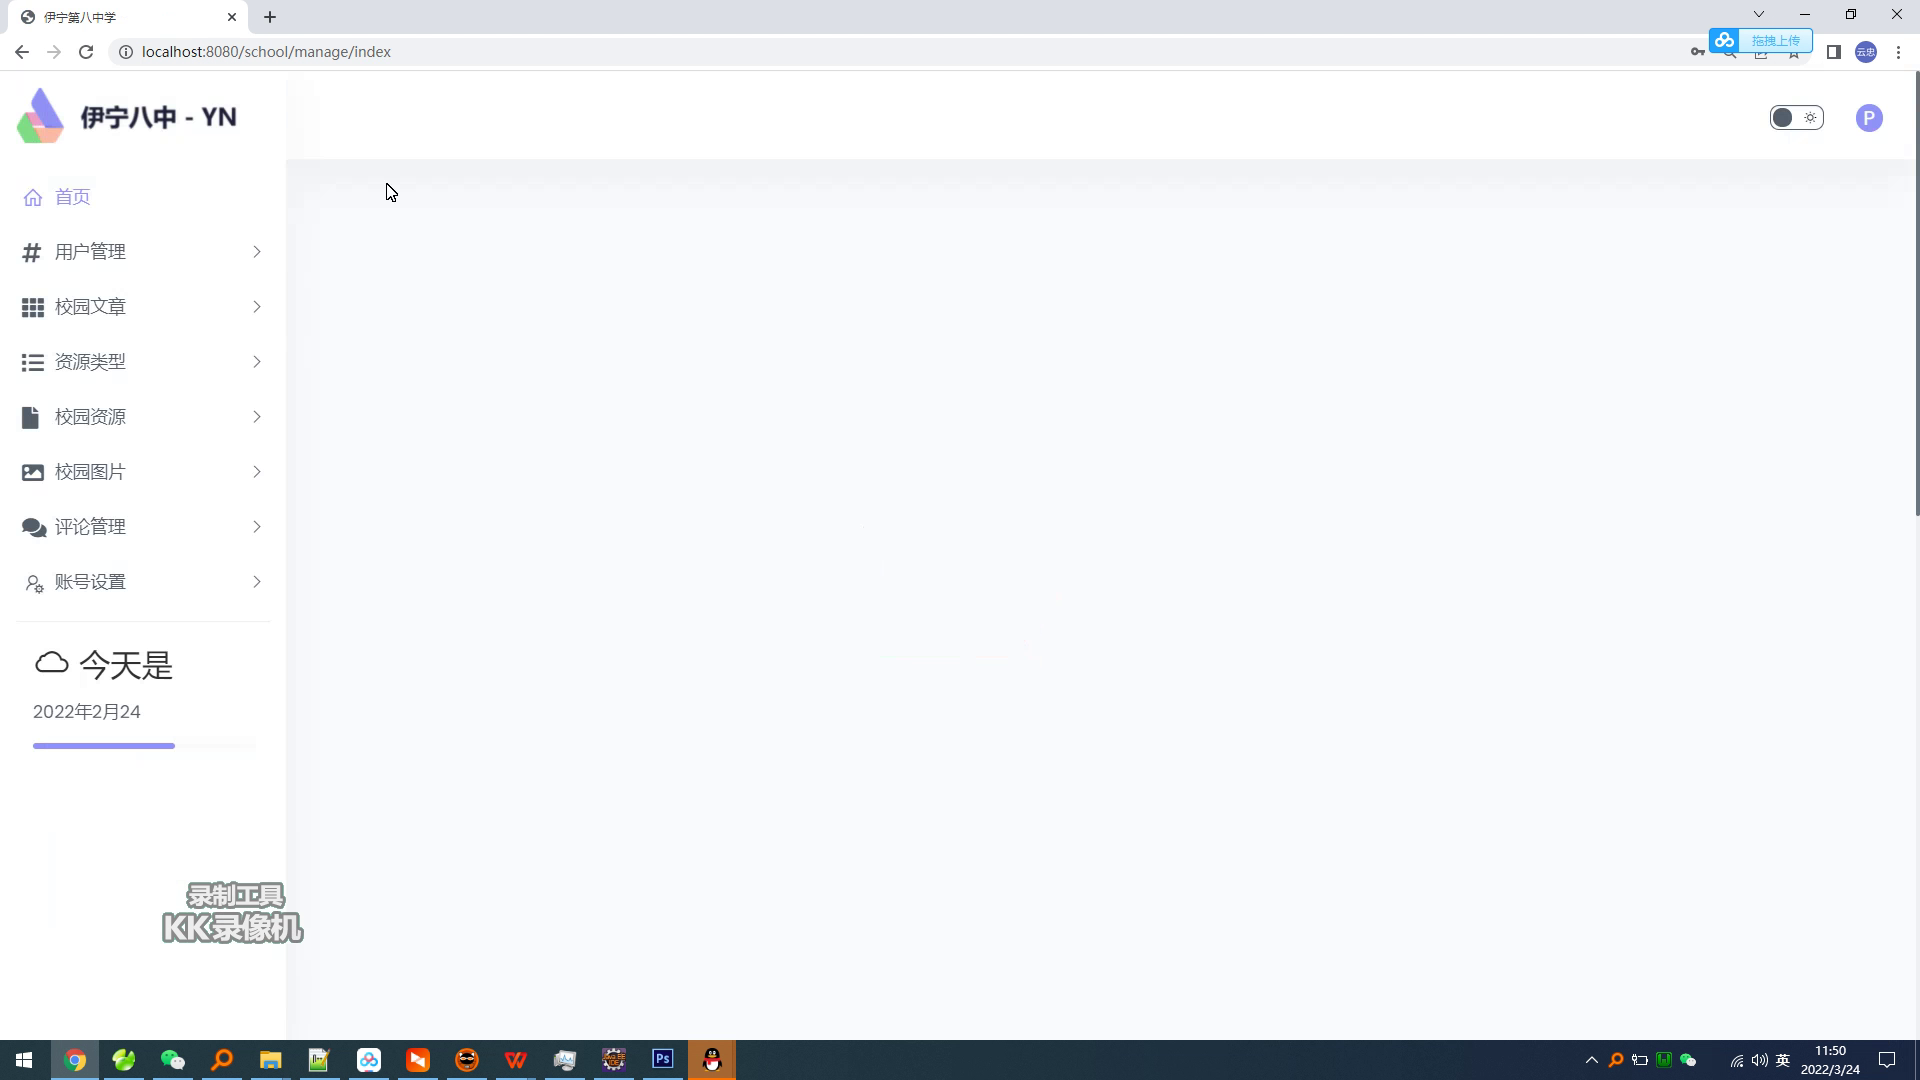 伊宁第八中学
localhost:8080/school/manage/index
拖拽上传
云忠
伊宁八中 - YN
P
首页
用户管理
校园文章
资源类型
校园资源
校园图片
评论管理
账号设置
今天是
2022年2月24
录制工具
KK录像机
Ps
英
11:50
2022/3/24